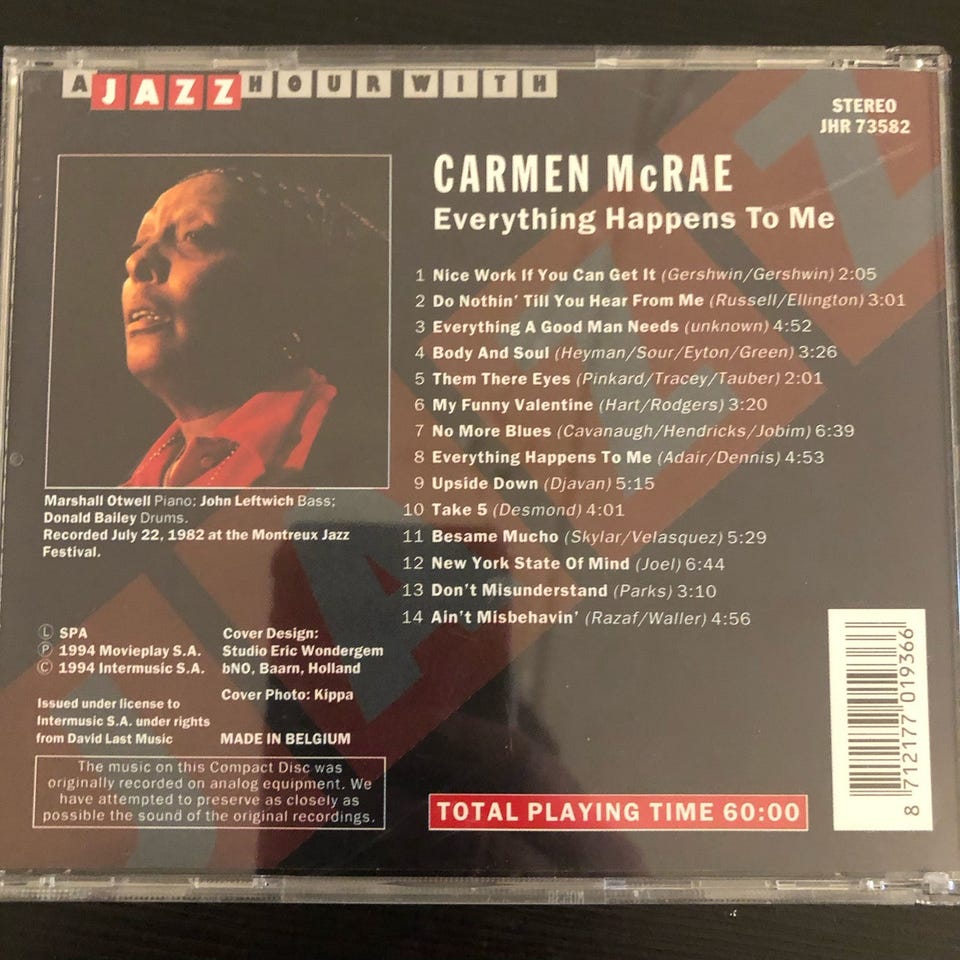 A JAZZ HOUR WITH
STEREO
JHR 73582
CARMEN McRAE
Everything Happens To Me
1 Nice Work If You Can Get It (Gershwin/Gershwin) 2:05
2 Do Nothin' Till You Hear From Me (Russell/Ellington) 3:01
3 Everything A Good Man Needs (unknown) 4:52
4 Body And Soul (Heyman/Sour/Eyton/Green) 3:26
5 Them There Eyes (Pinkard/Tracey/Tauber) 2:01
6 My Funny Valentine (Hart/Rodgers) 3:20
7 No More Blues (Cavanaugh/Hendricks/Jobim) 6:39
8 Everything Happens To Me (Adair/Dennis) 4:53
9 Upside Down (Djavan) 5:15
10 Take 5 (Desmond) 4:01
11 Besame Mucho (Skylar/Velasquez) 5:29
12 New York State Of Mind (Joel) 6:44
13 Don't Misunderstand (Parks) 3:10
14 Ain't Misbehavin' (Razaf/Waller) 4:56
Marshall Otwell Piano; John Leftwich Bass;
Donald Bailey Drums.
Recorded July 22, 1982 at the Montreux Jazz
Festival.
Ⓛ SPA
Ⓟ 1994 Movieplay S.A.
Ⓒ 1994 Intermusic S.A.
Issued under license to
Intermusic S.A. under rights
from David Last Music
Cover Design:
Studio Eric Wondergem
bNO, Baarn, Holland
Cover Photo: Kippa
MADE IN BELGIUM
The music on this Compact Disc was
originally recorded on analog equipment. We
have attempted to preserve as closely as
possible the sound of the original recordings.
TOTAL PLAYING TIME 60:00
8 712177 019366
JAZZ